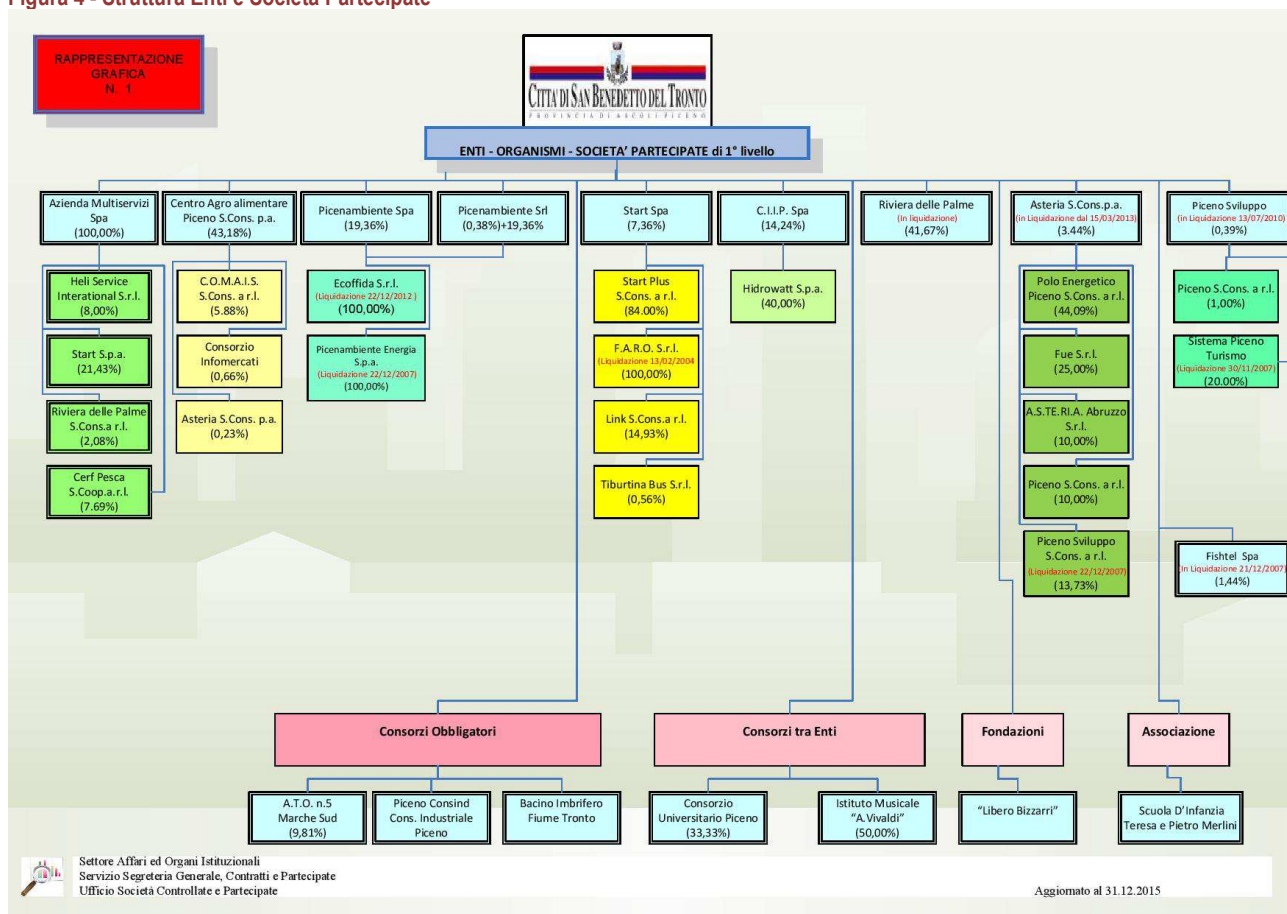 Figura 4 - Struttura Enti e Società Partecipate
RAPPRESENTAZIONE
GRAFICA
N. 1
CITTA' DI SAN BENEDETTO DEL TRONTO
PROVINCIA DI ASCOLI PICENO
ENTI - ORGANISMI - SOCIETA' PARTECIPATE di 1° livello
Azienda Multiservizi
Spa
(100,00%)
Centro Agro alimentare
Piceno S.Cons. p.a.
(43,18%)
Picenambiente Spa
(19,36%)
Picenambiente Srl
(0,38%)+19,36%
Start Spa
(7,36%)
C.I.I.P. Spa
(14,24%)
Riviera delle Palme
(In liquidazione)
(41,67%)
Asteria S.Cons.p.a.
(in Liquidazione dal 15/03/2013)
(3.44%)
Piceno Sviluppo
(in Liquidazione 13/07/2010)
(0,39%)
Heli Service
Interational S.r.l.
(8,00%)
Start S.p.a.
(21,43%)
Riviera delle Palme
S.Cons.a r.l.
(2,08%)
Cerf Pesca
S.Coop.a.r.l.
(7.69%)
C.O.M.A.I.S.
S.Cons. a r.l.
(5.88%)
Consorzio
Infomercati
(0,66%)
Asteria S.Cons. p.a.
(0,23%)
Ecoffida S.r.l.
(Liquidazione 22/12/2012 )
(100,00%)
Picenambiente Energia
S.p.a.
(Liquidazione 22/12/2007)
(100,00%)
Start Plus
S.Cons. a r.l.
(84.00%)
F.A.R.O. S.r.l.
(Liquidazione 13/02/2004
(100,00%)
Link S.Cons.a r.l.
(14,93%)
Tiburtina Bus S.r.l.
(0,56%)
Hidrowatt S.p.a.
(40,00%)
Polo Energetico
Piceno S.Cons. a r.l.
(44,09%)
Fue S.r.l.
(25,00%)
A.S.TE.RI.A. Abruzzo
S.r.l.
(10,00%)
Piceno S.Cons. a r.l.
(10,00%)
Piceno Sviluppo
S.Cons. a r.l.
(Liquidazione 22/12/2007)
(13,73%)
Piceno S.Cons. a r.l.
(1,00%)
Sistema Piceno
Turismo
(Liquidazione 30/11/2007)
(20.00%)
Fishtel Spa
(In Liquidazione 21/12/2007)
(1,44%)
Consorzi Obbligatori
Consorzi tra Enti
Fondazioni
Associazione
A.T.O. n.5
Marche Sud
(9,81%)
Piceno Consind
Cons. Industriale
Piceno
Bacino Imbrifero
Fiume Tronto
Consorzio
Universitario Piceno
(33,33%)
Istituto Musicale
"A.Vivaldi"
(50,00%)
"Libero Bizzarri"
Scuola D'Infanzia
Teresa e Pietro Merlini
Settore Affari ed Organi Istituzionali
Servizio Segreteria Generale, Contratti e Partecipate
Ufficio Società Controllate e Partecipate
Aggiornato al 31.12.2015